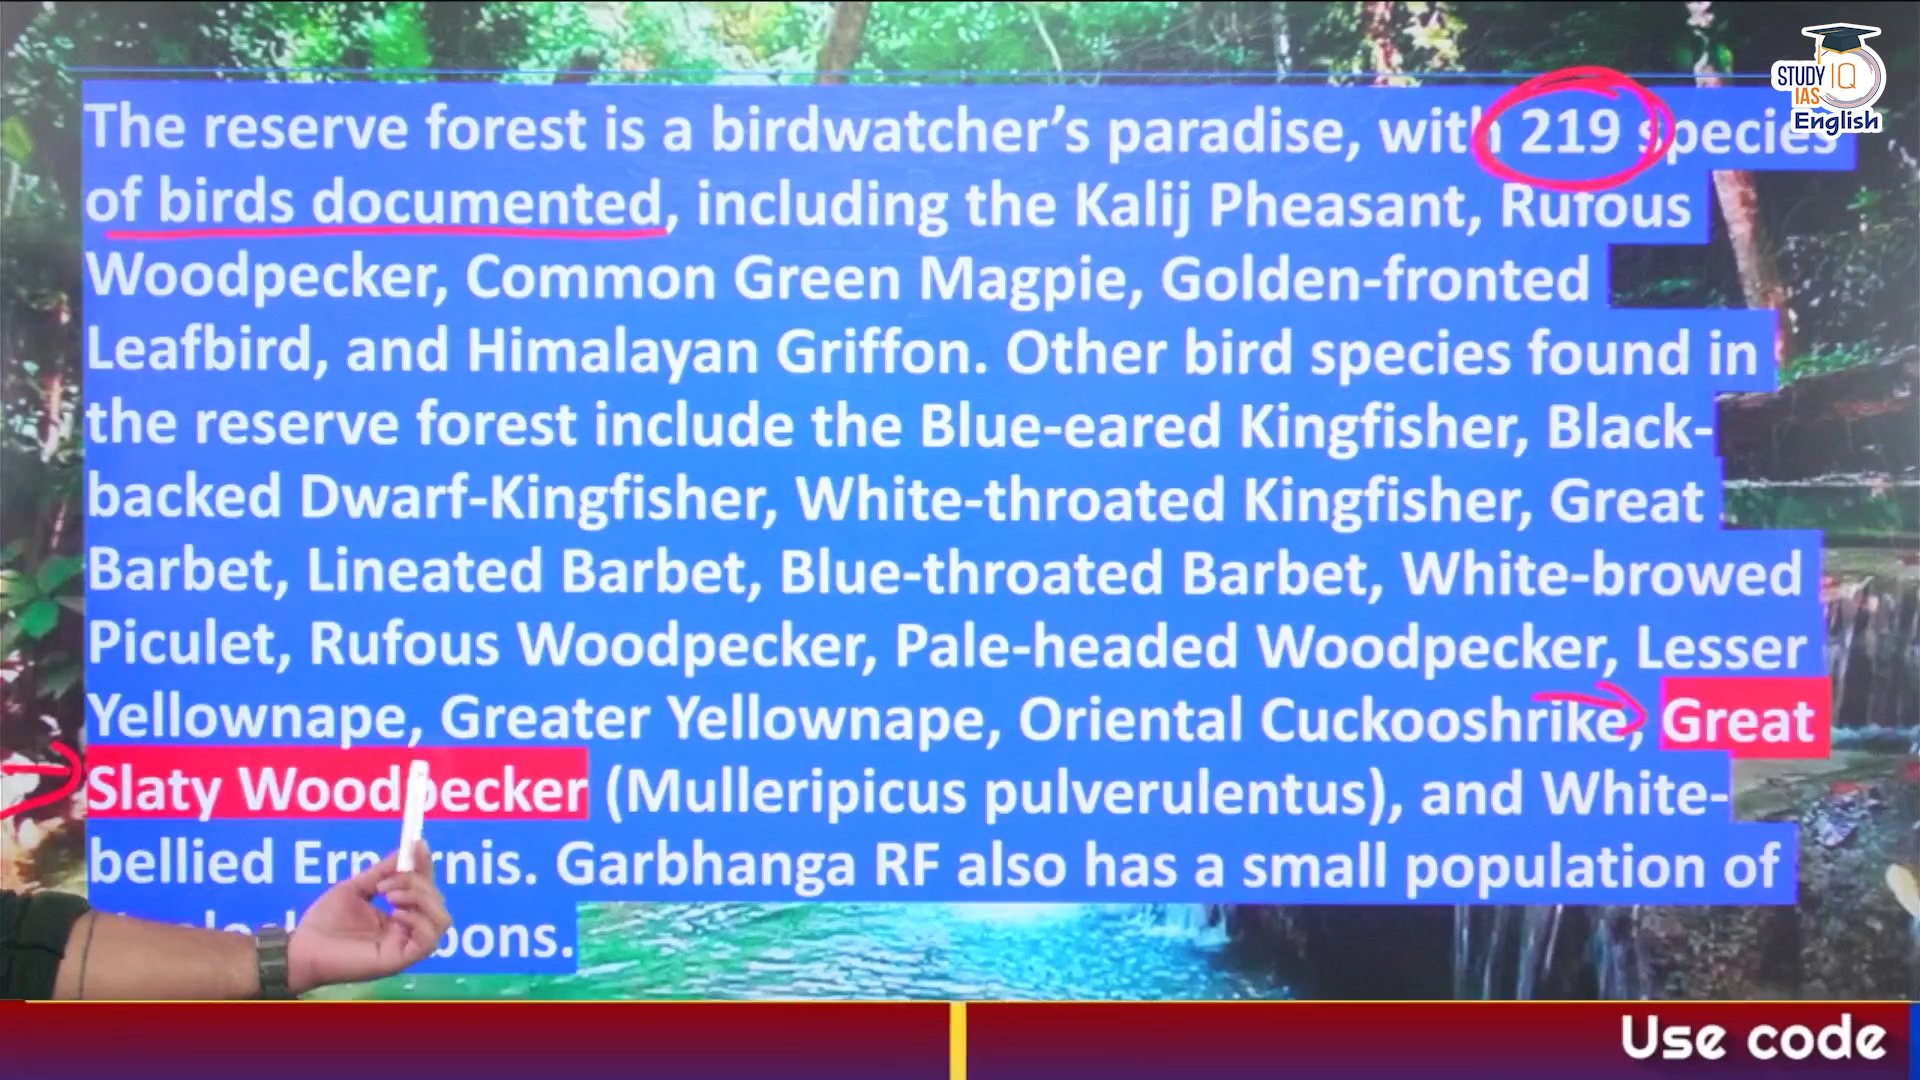 The reserve forest is a birdwatcher’s paradise, with 219 species
of birds documented, including the Kalij Pheasant, Rufous
Woodpecker, Common Green Magpie, Golden-fronted
Leafbird, and Himalayan Griffon. Other bird species found in
the reserve forest include the Blue-eared Kingfisher, Black-
backed Dwarf-Kingfisher, White-throated Kingfisher, Great
Barbet, Lineated Barbet, Blue-throated Barbet, White-browed
Piculet, Rufous Woodpecker, Pale-headed Woodpecker, Lesser
Yellownape, Greater Yellownape, Oriental Cuckooshrike, Great
Slaty Woodpecker (Mulleripicus pulverulentus), and White-
bellied Erpornis. Garbhanga RF also has a small population of
STUDY IQ
IAS
English
Use code